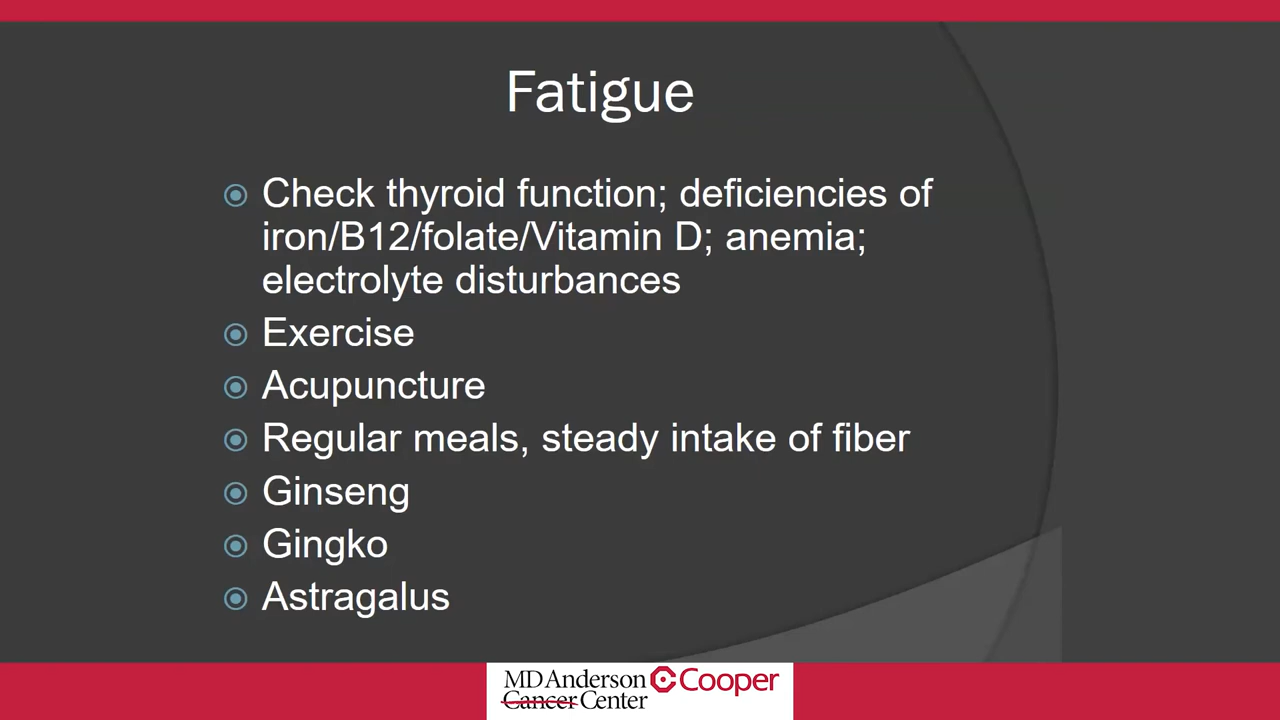 Fatigue
Check thyroid function; deficiencies of
iron/B12/folate/Vitamin D; anemia;
electrolyte disturbances
Exercise
Acupuncture
Regular meals, steady intake of fiber
Ginseng
Gingko
Astragalus
MD Anderson Cooper
Cancer Center